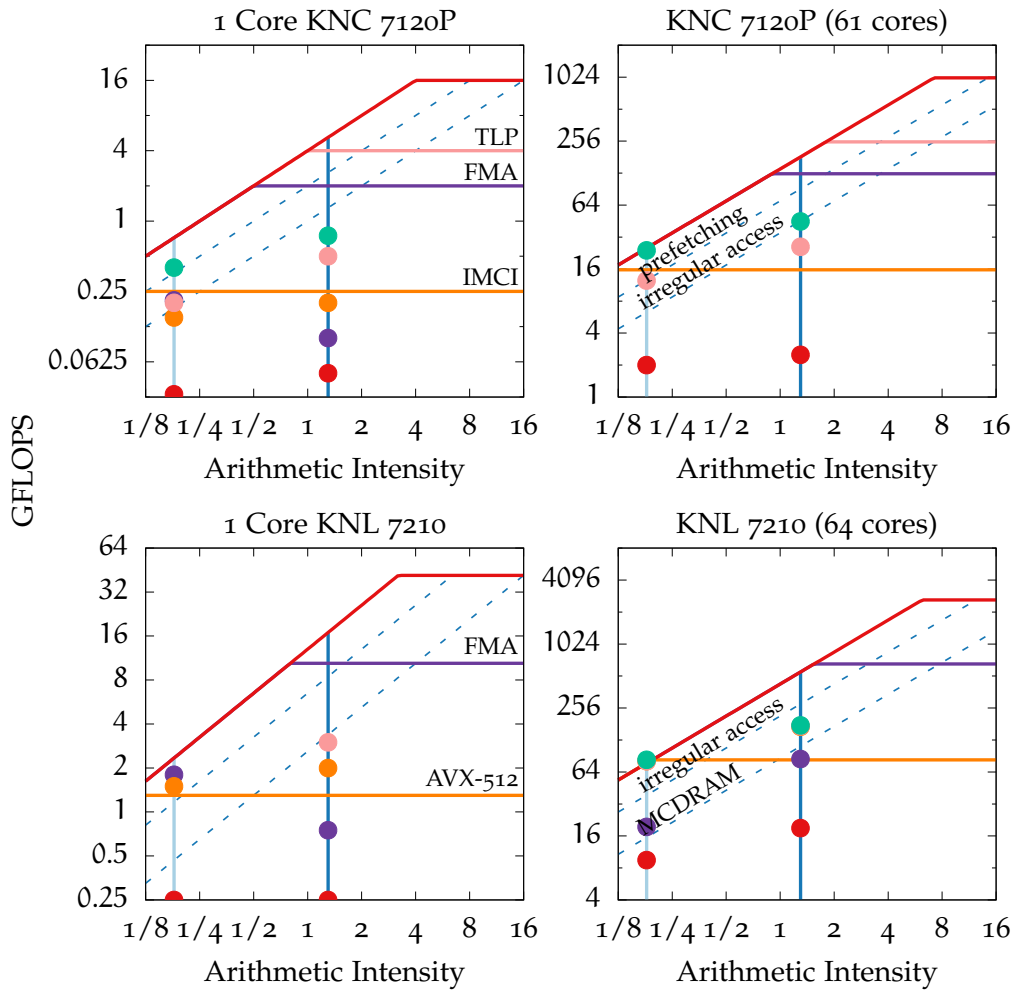 1 Core KNC 7120P
KNC 7120P (61 cores)
16
4
1
0.25
0.0625
TLP
FMA
IMCI
1/8 1/4 1/2 1 2 4 8 16
Arithmetic Intensity
1024
256
64
16
4
1
prefetching
irregular access
1/8 1/4 1/2 1 2 4 8 16
Arithmetic Intensity
GFLOPS
1 Core KNL 7210
KNL 7210 (64 cores)
64
32
16
8
4
2
1
0.5
0.25
FMA
AVX-512
1/8 1/4 1/2 1 2 4 8 16
Arithmetic Intensity
4096
1024
256
64
16
4
irregular access
MCDRAM
1/8 1/4 1/2 1 2 4 8 16
Arithmetic Intensity